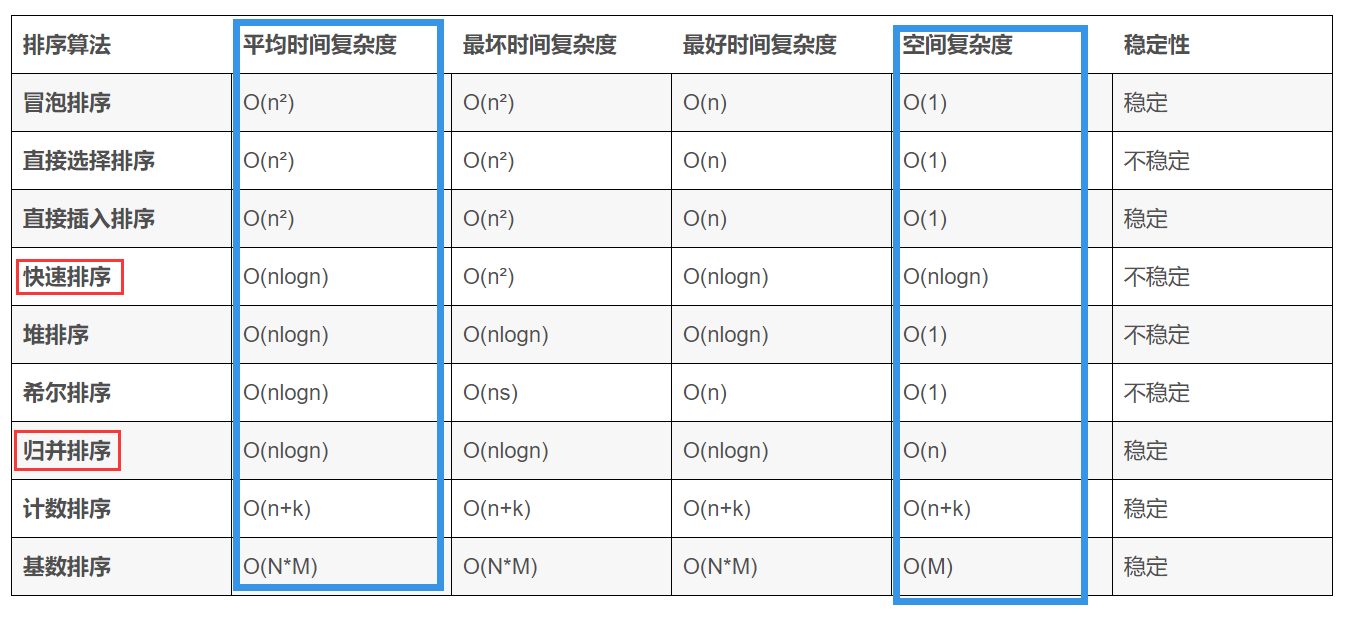 排序算法 平均时间复杂度 最坏时间复杂度 最好时间复杂度 空间复杂度 稳定性
冒泡排序 O(n²) O(n²) O(n) O(1) 稳定
直接选择排序 O(n²) O(n²) O(n) O(1) 不稳定
直接插入排序 O(n²) O(n²) O(n) O(1) 稳定
快速排序 O(nlogn) O(n²) O(nlogn) O(nlogn) 不稳定
堆排序 O(nlogn) O(nlogn) O(nlogn) O(1) 不稳定
希尔排序 O(nlogn) O(ns) O(n) O(1) 不稳定
归并排序 O(nlogn) O(nlogn) O(nlogn) O(n) 稳定
计数排序 O(n+k) O(n+k) O(n+k) O(n+k) 稳定
基数排序 O(N*M) O(N*M) O(N*M) O(M) 稳定